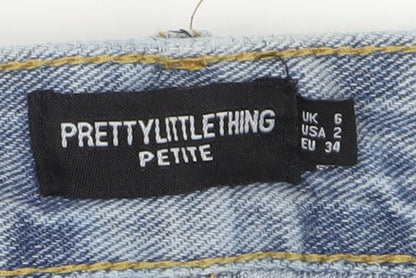 PRETTYLITTLETHING
PETITE
UK 6
USA 2
EU 34